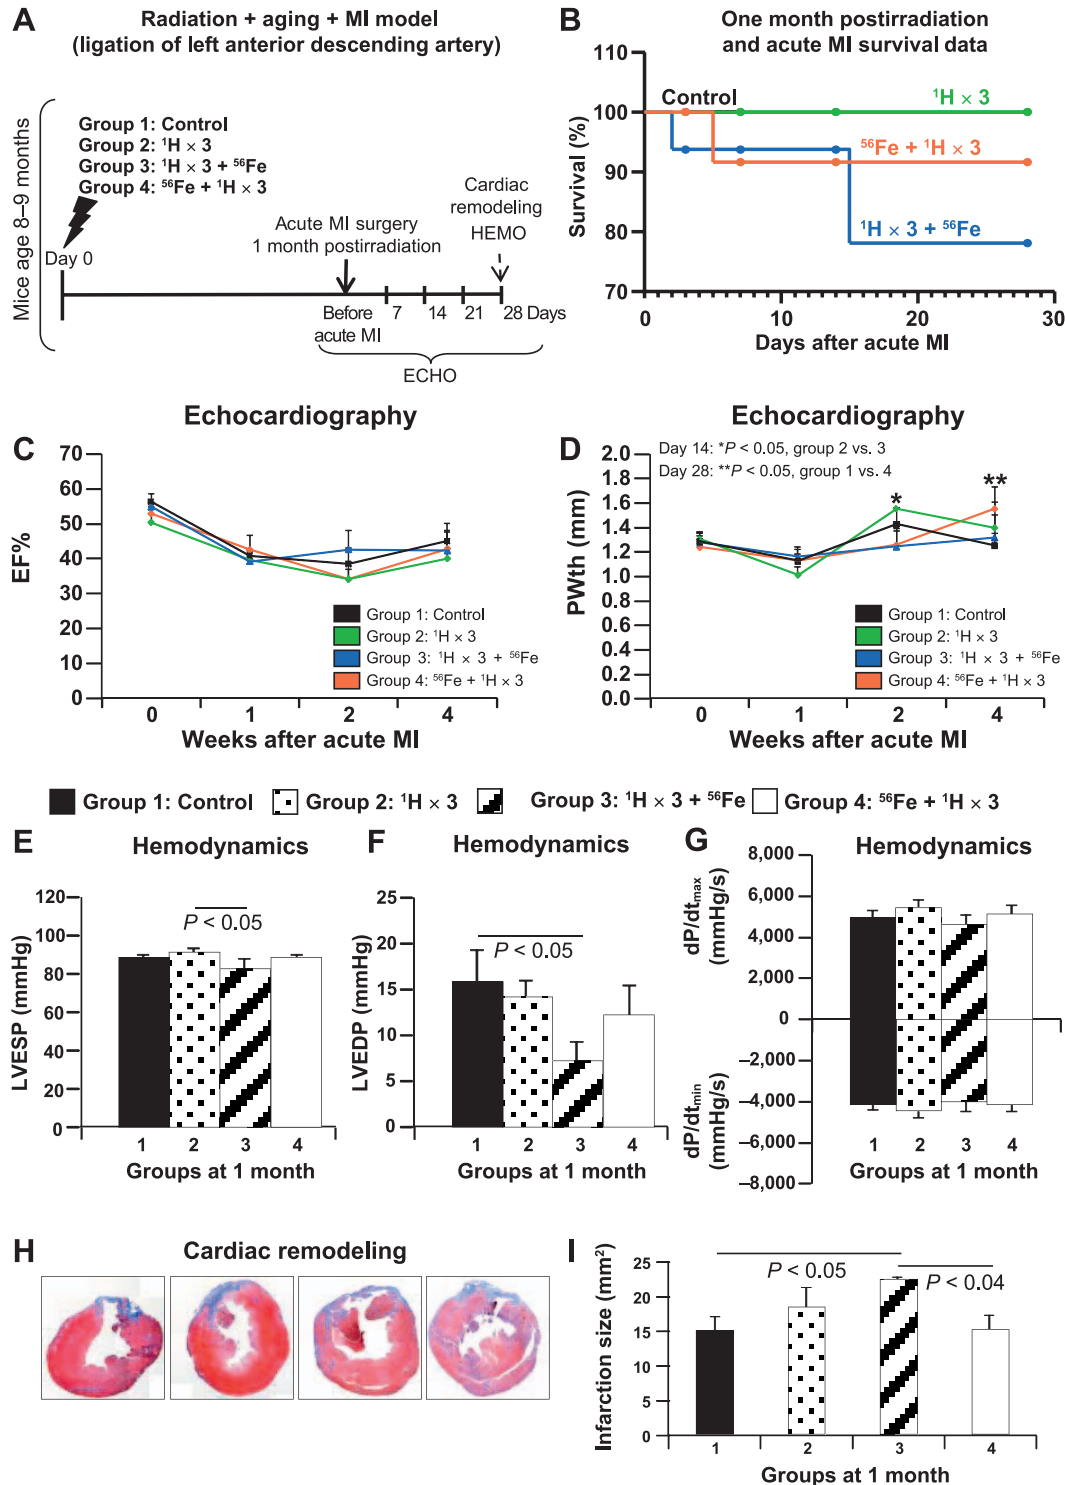 A
Radiation + aging + MI model
(ligation of left anterior descending artery)
Mice age 8–9 months
Group 1: Control
Group 2: ¹H × 3
Group 3: ¹H × 3 + ⁵⁶Fe
Group 4: ⁵⁶Fe + ¹H × 3
Day 0
Acute MI surgery
1 month postirradiation
Cardiac
remodeling
HEMO
Before
acute MI
7 14 21 28 Days
ECHO
B
One month postirradiation
and acute MI survival data
Survival (%)
110
100
90
80
70
Control
¹H × 3
⁵⁶Fe + ¹H × 3
¹H × 3 + ⁵⁶Fe
0 10 20 30
Days after acute MI
C
Echocardiography
EF%
70
60
50
40
30
20
10
0
Group 1: Control
Group 2: ¹H × 3
Group 3: ¹H × 3 + ⁵⁶Fe
Group 4: ⁵⁶Fe + ¹H × 3
0 1 2 4
Weeks after acute MI
D
Echocardiography
Day 14: *P < 0.05, group 2 vs. 3
Day 28: **P < 0.05, group 1 vs. 4
PWth (mm)
2.0
1.8
1.6
1.4
1.2
1.0
0.8
0.6
0.4
0.2
0.0
*
**
Group 1: Control
Group 2: ¹H × 3
Group 3: ¹H × 3 + ⁵⁶Fe
Group 4: ⁵⁶Fe + ¹H × 3
0 1 2 4
Weeks after acute MI
Group 1: Control Group 2: ¹H × 3 Group 3: ¹H × 3 + ⁵⁶Fe Group 4: ⁵⁶Fe + ¹H × 3
E
Hemodynamics
LVESP (mmHg)
120
100
80
60
40
20
0
P < 0.05
1 2 3 4
Groups at 1 month
F
Hemodynamics
LVEDP (mmHg)
25
20
15
10
5
0
P < 0.05
1 2 3 4
Groups at 1 month
G
Hemodynamics
dP/dtmax
(mmHg/s)
dP/dtmin
(mmHg/s)
8,000
6,000
4,000
2,000
0
–2,000
–4,000
–6,000
–8,000
1 2 3 4
Groups at 1 month
H
Cardiac remodeling
I
Infarction size (mm²)
25
20
15
10
5
0
P < 0.05
P < 0.04
1 2 3 4
Groups at 1 month